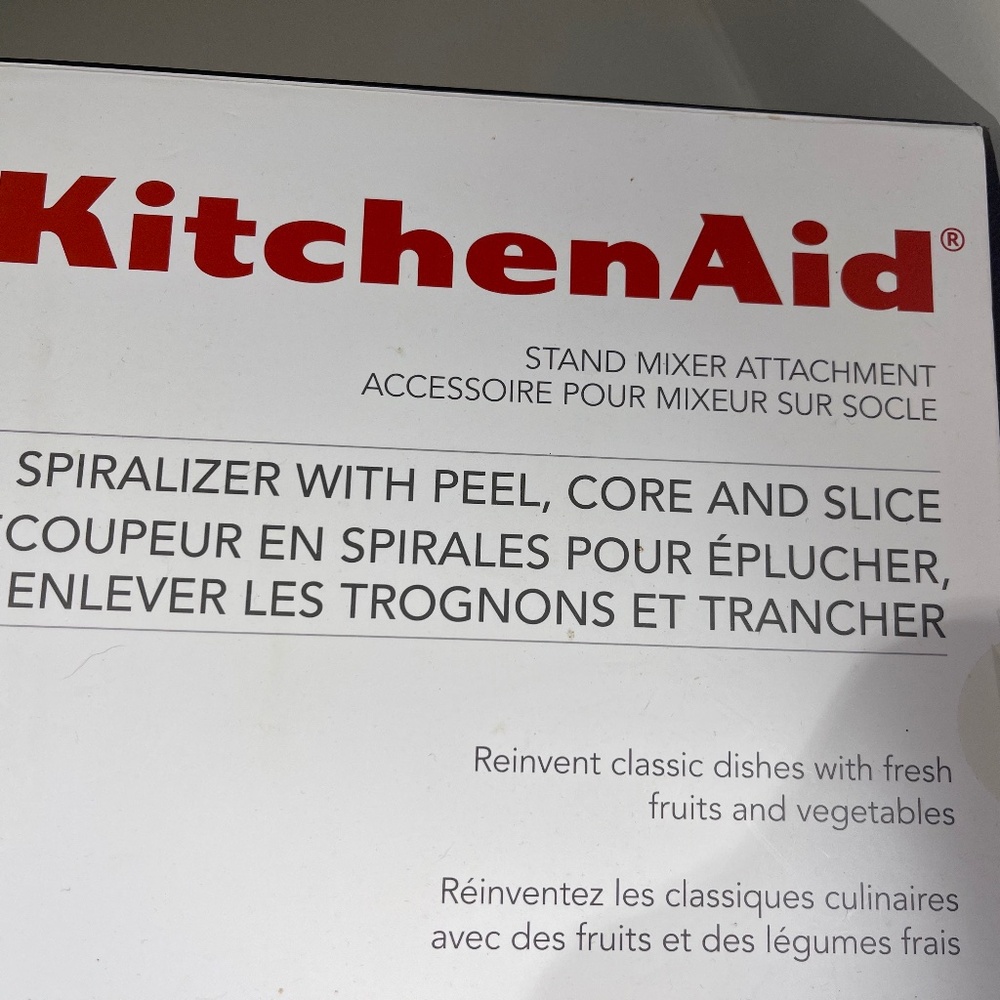 KitchenAid®
STAND MIXER ATTACHMENT
ACCESSOIRE POUR MIXEUR SUR SOCLE
SPIRALIZER WITH PEEL, CORE AND SLICE
COUPEUR EN SPIRALES POUR ÉPLUCHER,
ENLEVER LES TROGNONS ET TRANCHER
Reinvent classic dishes with fresh
fruits and vegetables
Réinventez les classiques culinaires
avec des fruits et des légumes frais